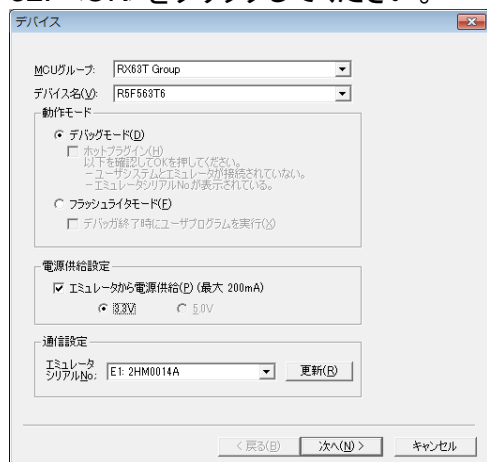 デバイス
MCUグループ: RX63T Group
デバイス名(V): R5F563T6
動作モード
デバッグモード(D)
ホットプラグイン(H)
以下を確認してOKを押してください。
－ユーザシステムとエミュレータが接続されていない。
－エミュレータシリアルNoが表示されている。
フラッシュライタモード(F)
デバッガ終了時にユーザプログラムを実行(X)
電源供給設定
エミュレータから電源供給(P) (最大 200mA)
3.3V 5.0V
通信設定
エミュレータ
シリアルNo: E1: 2HM0014A 更新(R)
< 戻る(B) 次へ(N) > キャンセル